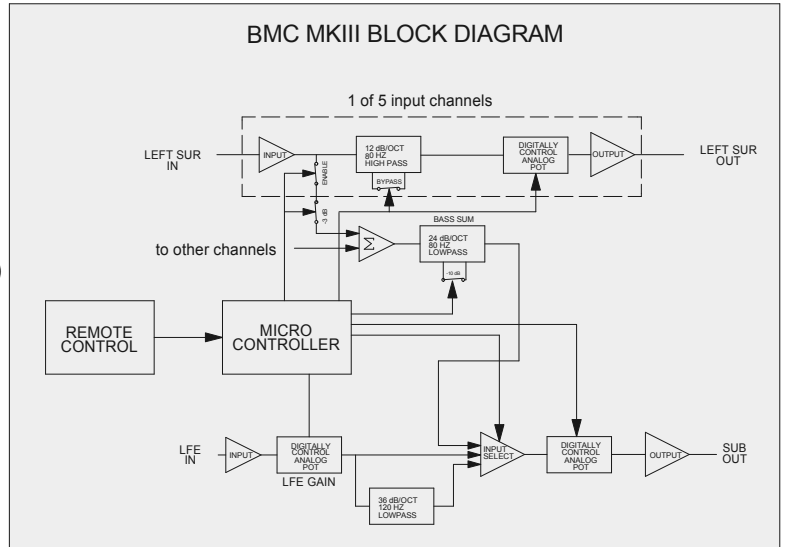 BMC MKIII BLOCK DIAGRAM
1 of 5 input channels
LEFT SUR
IN
INPUT
ENABLE
12 dB/OCT
80 HZ
HIGH PASS
BYPASS
DIGITALLY
CONTROL
ANALOG
POT
OUTPUT
LEFT SUR
OUT
-3 dB
to other channels
Σ
BASS SUM
24 dB/OCT
80 HZ
LOWPASS
-10 dB
REMOTE
CONTROL
MICRO
CONTROLLER
LFE
IN
INPUT
DIGITALLY
CONTROL
ANALOG
POT
LFE GAIN
36 dB/OCT
120 HZ
LOWPASS
INPUT
SELECT
DIGITALLY
CONTROL
ANALOG
POT
OUTPUT
SUB
OUT